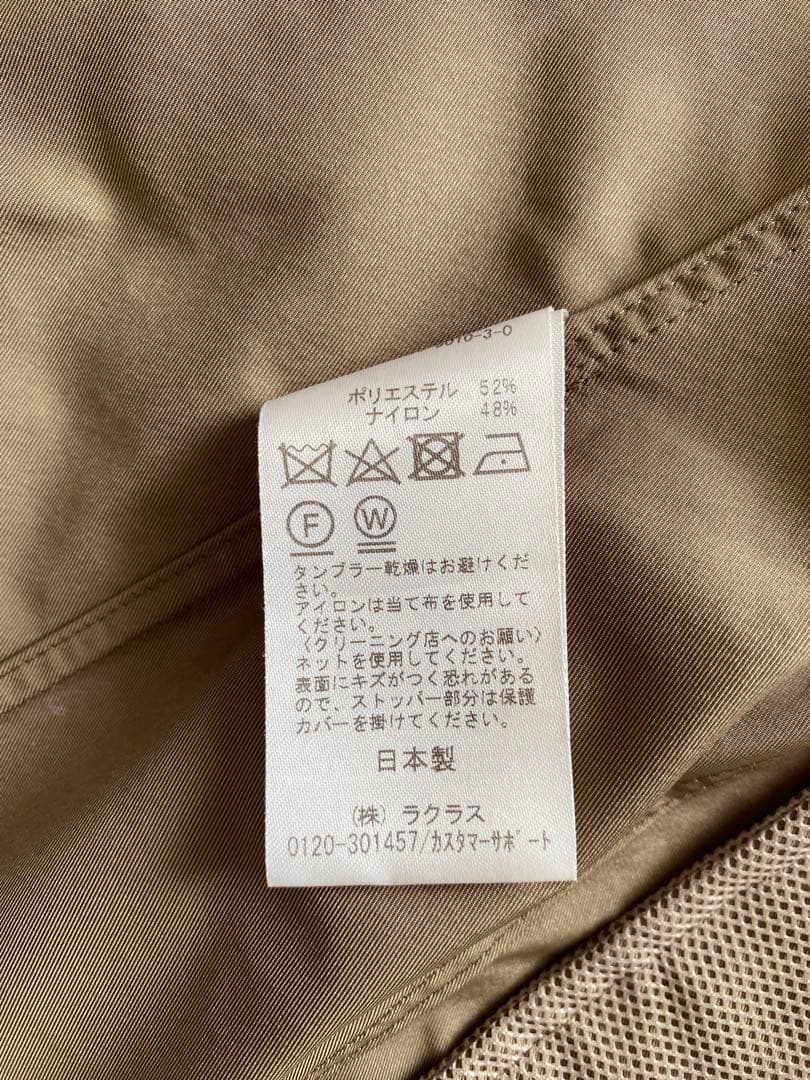 ポリエステル 52%
ナイロン 48%
F W
タンブラー乾燥はお避けくだ
さい。
アイロンは当て布を使用して
ください。
〈クリーニング店へのお願い〉
ネットを使用してください。
表面にキズがつく恐れがある
ので、ストッパー部分は保護
カバーを掛けてください。
日本製
(株) ラクラス
0120-301457/ｶｽﾀﾏｰｻﾎﾟｰﾄ